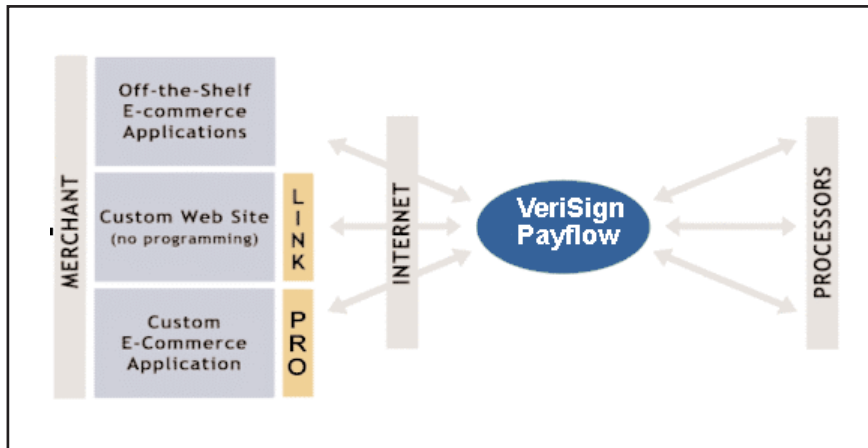 MERCHANT
Off-the-Shelf
E-commerce
Applications
Custom Web Site
(no programming)
LINK
Custom
E-Commerce
Application
PRO
INTERNET
VeriSign
Payflow
PROCESSORS